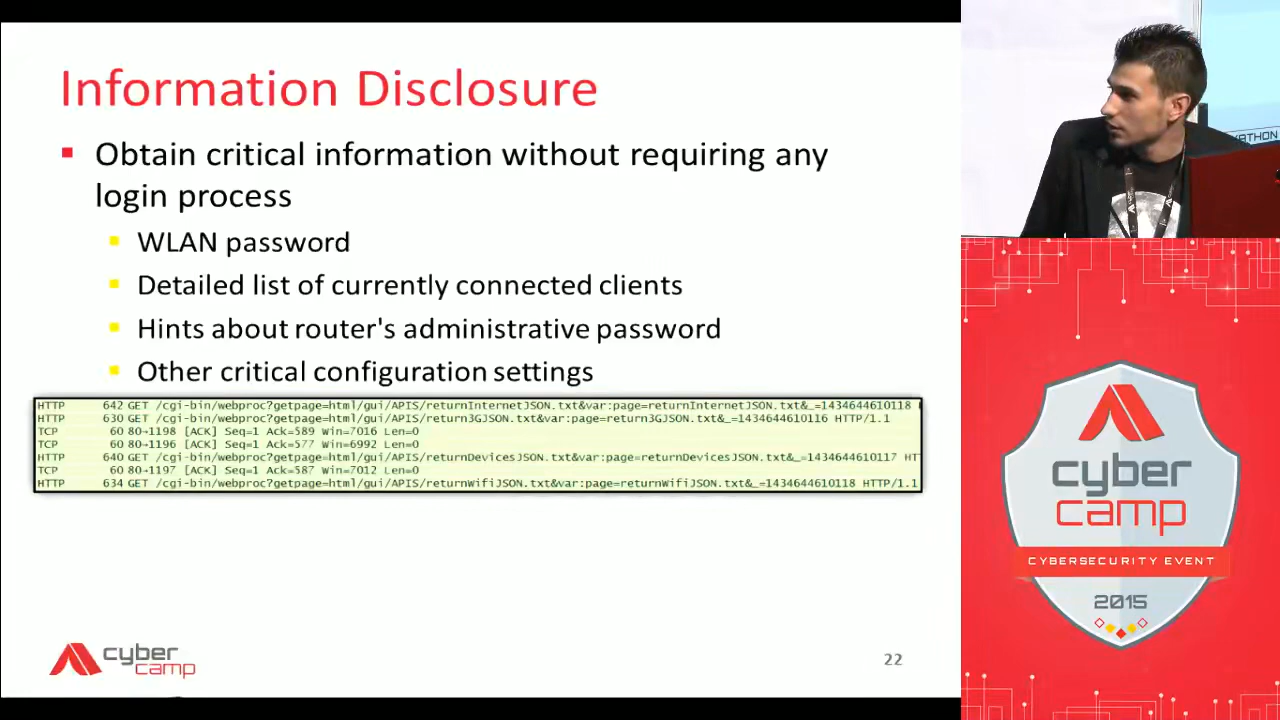 Information Disclosure
Obtain critical information without requiring any
login process
WLAN password
Detailed list of currently connected clients
Hints about router's administrative password
Other critical configuration settings
HTTP 642 GET /cgi-bin/webproc?getpage=html/gui/APIS/returnInternetJSON.txt&var:page=returnInternetJSON.txt&_=1434644610118
HTTP 630 GET /cgi-bin/webproc?getpage=html/gui/APIS/return3GJSON.txt&var:page=return3GJSON.txt&_=1434644610116 HTTP/1.1
TCP 60 80→1198 [ACK] Seq=1 Ack=589 Win=7016 Len=0
TCP 60 80→1196 [ACK] Seq=1 Ack=577 Win=6992 Len=0
HTTP 640 GET /cgi-bin/webproc?getpage=html/gui/APIS/returnDevicesJSON.txt&var:page=returnDevicesJSON.txt&_=1434644610117 HT
TCP 60 80→1197 [ACK] Seq=1 Ack=587 Win=7012 Len=0
HTTP 634 GET /cgi-bin/webproc?getpage=html/gui/APIS/returnWifiJSON.txt&var:page=returnWifiJSON.txt&_=1434644610118 HTTP/1.1
cyber
camp
22
cyber
camp
CYBERSECURITY EVENT
2015